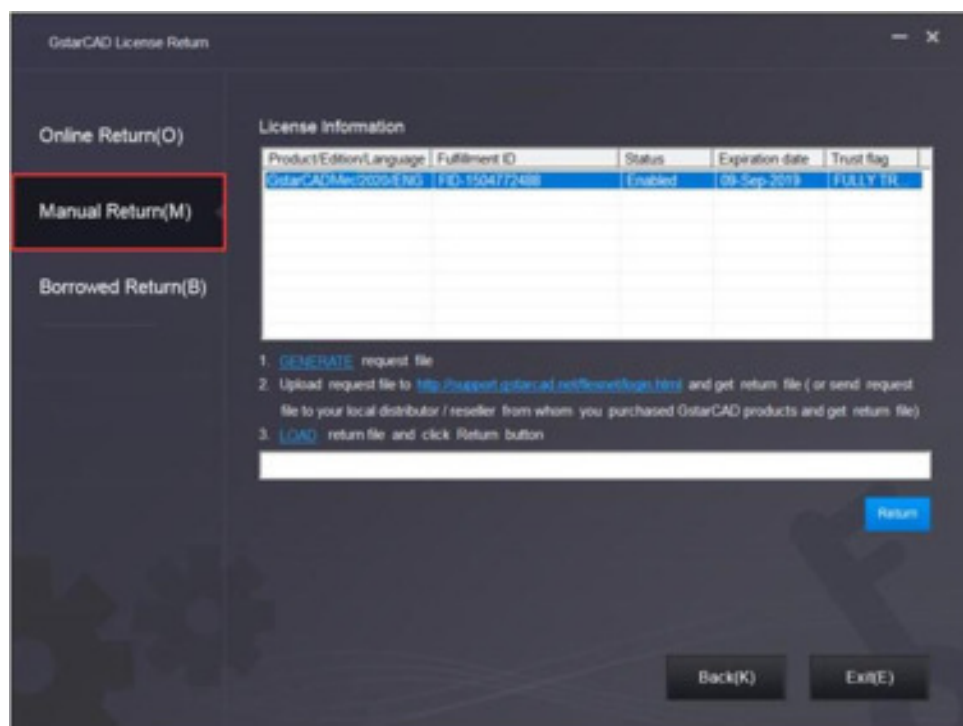 GstarCAD License Return
Online Return(O)
Manual Return(M)
Borrowed Return(B)
License Information
Product/Edition/Language Fulfillment ID Status Expiration date Trust flag
GstarCADMec/2020/ENG FID-1504772488 Enabled 09-Sep-2019 FULLY TR...
1. GENERATE request file
2. Upload request file to http://support.gstarcad.net/flexnet/login.html and get return file ( or send request
file to your local distributor / reseller from whom you purchased GstarCAD products and get return file)
3. LOAD return file and click Return button
Return
Back(K)
Exit(E)